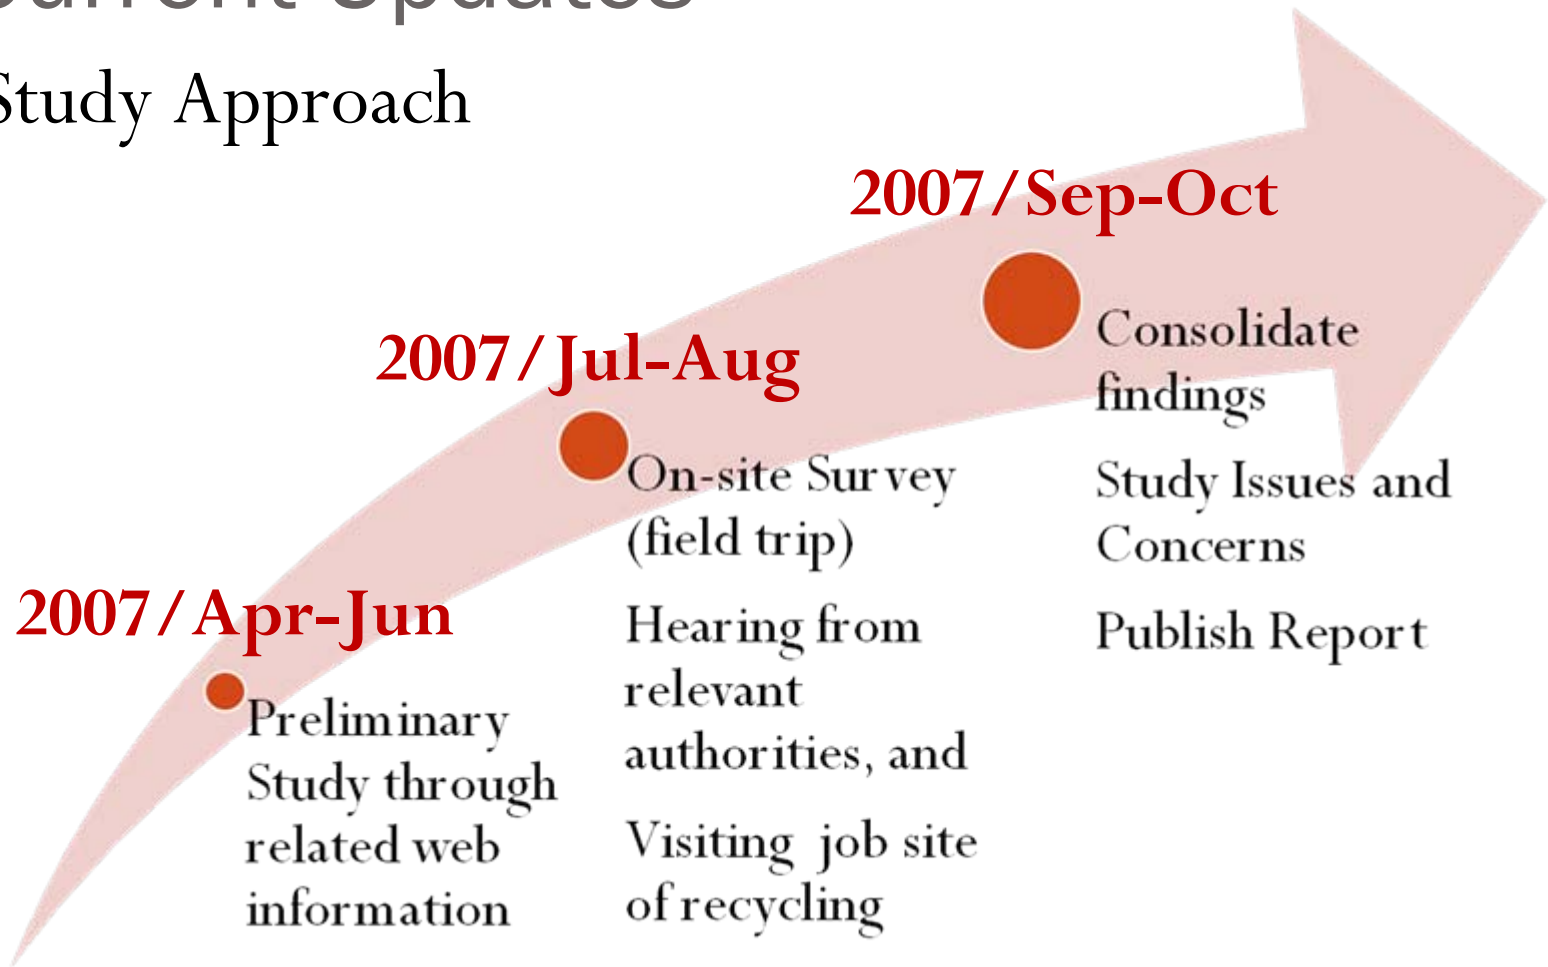 Current Updates
Study Approach
2007/Apr-Jun
Preliminary
Study through
related web
information
2007/Jul-Aug
On-site Survey
(field trip)
Hearing from
relevant
authorities, and
Visiting job site
of recycling
2007/Sep-Oct
Consolidate
findings
Study Issues and
Concerns
Publish Report